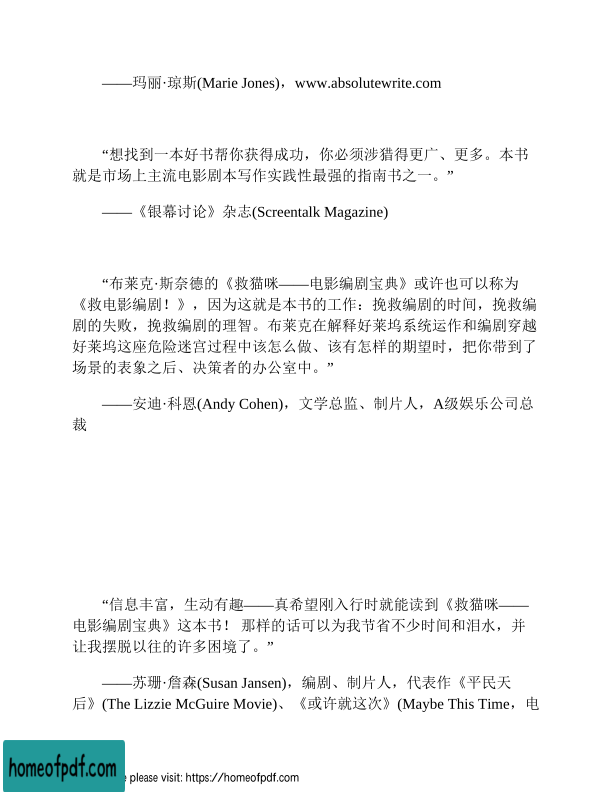 ——玛丽·琼斯(Marie Jones)，www.absolutewrite.com
“想找到一本好书帮你获得成功，你必须涉猎得更广、更多。本书
就是市场上主流电影剧本写作实践性最强的指南书之一。”
——《银幕讨论》杂志(Screentalk Magazine)
“布莱克·斯奈德的《救猫咪——电影编剧宝典》或许也可以称为
《救电影编剧！》，因为这就是本书的工作：挽救编剧的时间，挽救编
剧的失败，挽救编剧的理智。布莱克在解释好莱坞系统运作和编剧穿越
好莱坞这座危险迷宫过程中该怎么做、该有怎样的期望时，把你带到了
场景的表象之后、决策者的办公室中。”
——安迪·科恩(Andy Cohen)，文学总监、制片人，A级娱乐公司总
裁
“信息丰富，生动有趣——真希望刚入行时就能读到《救猫咪——
电影编剧宝典》这本书！ 那样的话可以为我节省不少时间和泪水，并
让我摆脱以往的许多困境了。”
——苏珊·詹森(Susan Jansen)，编剧、制片人，代表作《平民天
后》(The Lizzie McGuire Movie)、《或许就这次》(Maybe This Time，电
homeofpdf.com
please visit: https://homeofpdf.com